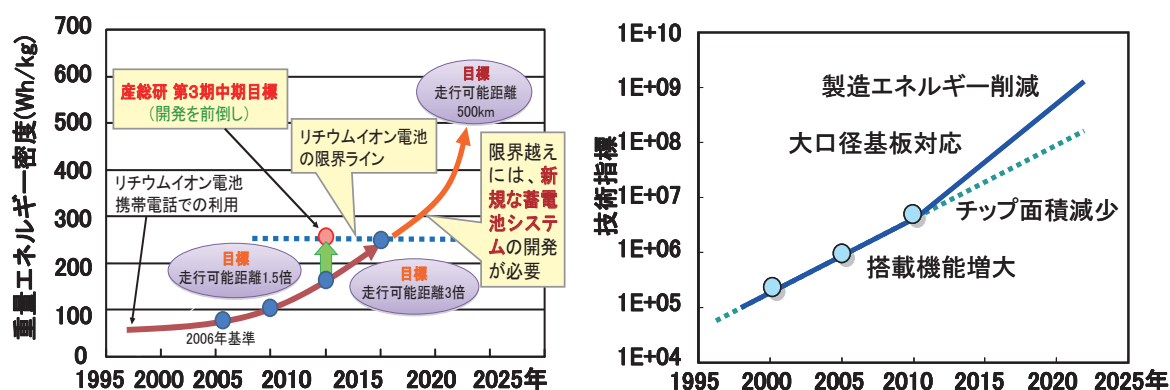 重量エネルギー密度(Wh/kg)
700
600
500
400
300
200
100
0
1995 2000 2005 2010 2015 2020 2025年
産総研 第3期中期目標
(開発を前倒し)
リチウムイオン電池
携帯電話での利用
リチウムイオン電池
の限界ライン
目標
走行可能距離
500km
限界越え
には、新
規な蓄電
池システ
ムの開発
が必要
目標
走行可能距離1.5倍
目標
走行可能距離3倍
2006年基準
技術指標
1E+10
1E+09
1E+08
1E+07
1E+06
1E+05
1E+04
1995 2000 2005 2010 2015 2020 2025年
製造エネルギー削減
大口径基板対応
チップ面積減少
搭載機能増大